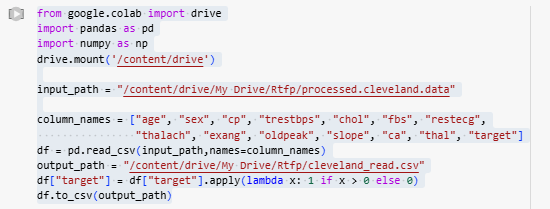 from google.colab import drive
import pandas as pd
import numpy as np
drive.mount('/content/drive')
input_path = "/content/drive/My Drive/Rtfp/processed.cleveland.data"
column_names = ["age", "sex", "cp", "trestbps", "chol", "fbs", "restecg",
"thalach", "exang", "oldpeak", "slope", "ca", "thal", "target"]
df = pd.read_csv(input_path,names=column_names)
output_path = "/content/drive/My Drive/Rtfp/cleveland_read.csv"
df["target"] = df["target"].apply(lambda x: 1 if x > 0 else 0)
df.to_csv(output_path)